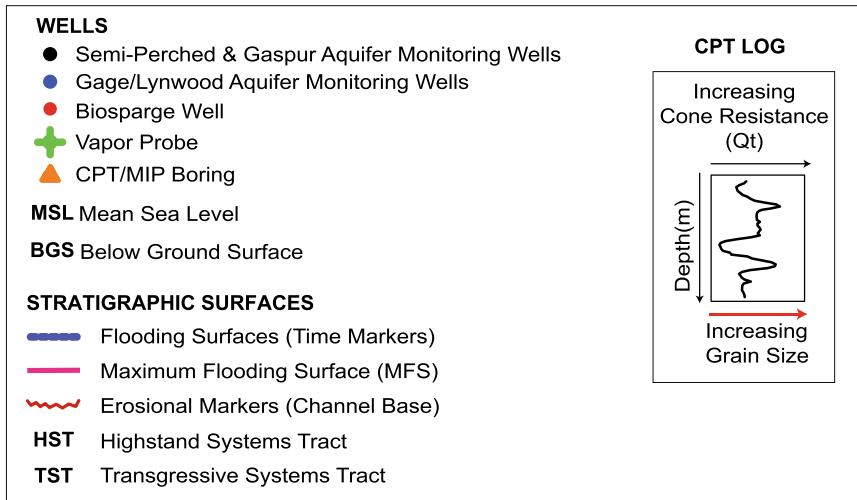 WELLS
Semi-Perched & Gaspur Aquifer Monitoring Wells
Gage/Lynwood Aquifer Monitoring Wells
Biosparge Well
Vapor Probe
CPT/MIP Boring
MSL Mean Sea Level
BGS Below Ground Surface
STRATIGRAPHIC SURFACES
Flooding Surfaces (Time Markers)
Maximum Flooding Surface (MFS)
Erosional Markers (Channel Base)
HST Highstand Systems Tract
TST Transgressive Systems Tract
CPT LOG
Increasing
Cone Resistance
(Qt)
Depth(m)
Increasing
Grain Size